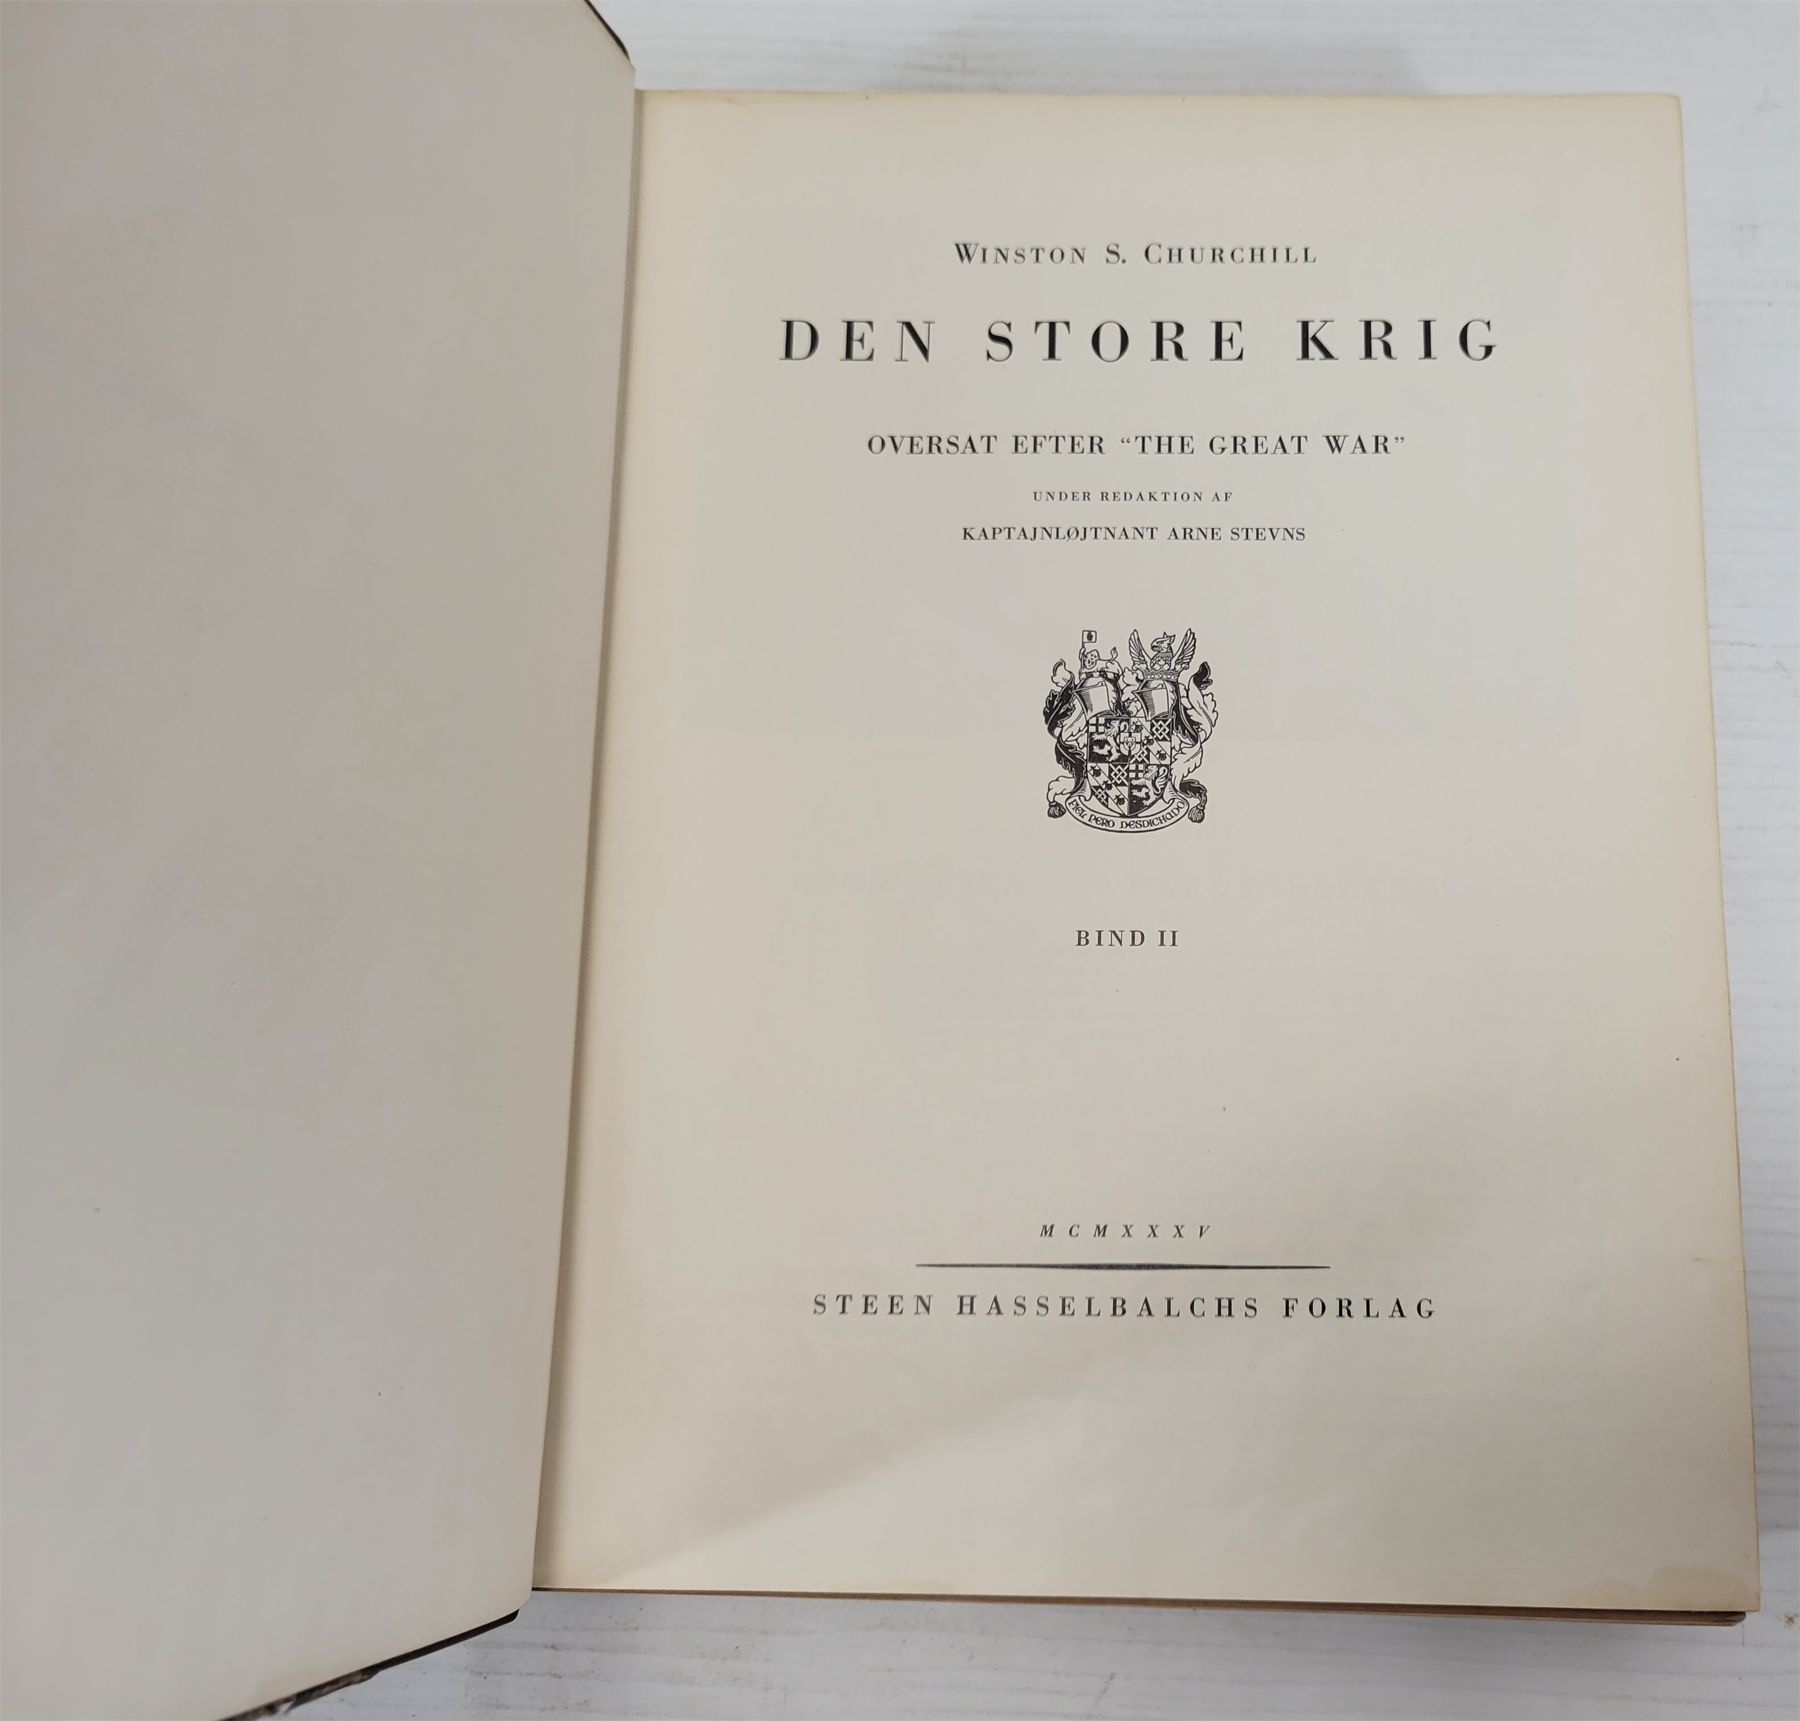 WINSTON S. CHURCHILL
DEN STORE KRIG
OVERSAT EFTER “THE GREAT WAR”
UNDER REDAKTION AF
KAPTAJNLØJTNANT ARNE STEVNS
FIEL PERO DESDICHADO
BIND II
MCMXXXV
STEEN HASSELBALCHS FORLAG